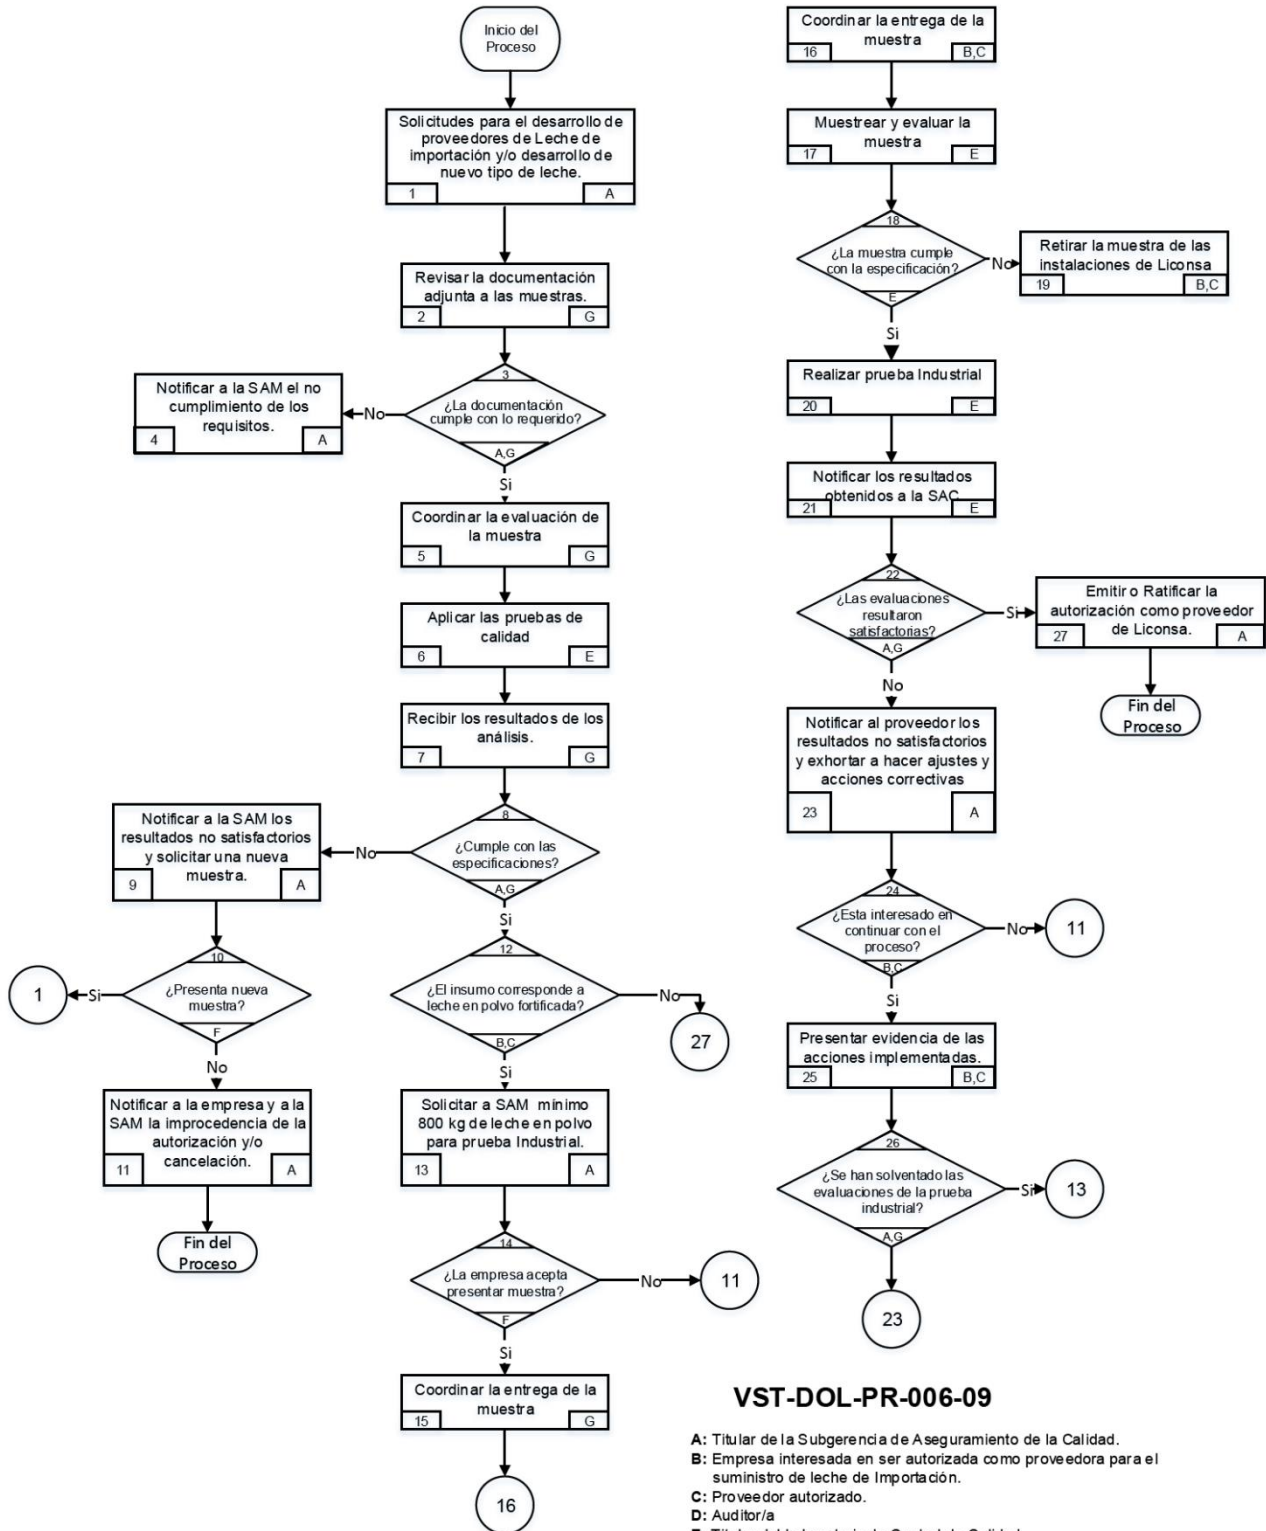 Inicio del
Proceso
Solicitudes para el desarrollo de
proveedores de Leche de
importación y/o desarrollo de
nuevo tipo de leche.
1
A
Revisar la documentación
adjunta a las muestras.
2
G
3
¿La documentación
cumple con lo requerido?
A,G
No
Notificar a la SAM el no
cumplimiento de los
requisitos.
4
A
Si
Coordinar la evaluación de
la muestra
5
G
Aplicar las pruebas de
calidad
6
E
Recibir los resultados de los
análisis.
7
G
8
¿Cumple con las
especificaciones?
A,G
No
Notificar a la SAM los
resultados no satisfactorios
y solicitar una nueva
muestra.
9
A
10
¿Presenta nueva
muestra?
F
Si
1
No
Notificar a la empresa y a la
SAM la improcedencia de la
autorización y/o
cancelación.
11
A
Fin del
Proceso
Si
12
¿El insumo corresponde a
leche en polvo fortificada?
B,C
No
27
Si
Solicitar a SAM mínimo
800 kg de leche en polvo
para prueba Industrial.
13
A
14
¿La empresa acepta
presentar muestra?
F
No
11
Si
Coordinar la entrega de la
muestra
15
G
16
Coordinar la entrega de la
muestra
16
B,C
Muestrear y evaluar la
muestra
17
E
18
¿La muestra cumple
con la especificación?
E
No
Retirar la muestra de las
instalaciones de Liconsa
19
B,C
Si
Realizar prueba Industrial
20
E
Notificar los resultados
obtenidos a la SAC
21
E
22
¿Las evaluaciones
resultaron
satisfactorias?
A,G
Si
Emitir o Ratificar la
autorización como proveedor
de Liconsa.
27
A
Fin del
Proceso
No
Notificar al proveedor los
resultados no satisfactorios
y exhortar a hacer ajustes y
acciones correctivas
23
A
24
¿Esta interesado en
continuar con el
proceso?
B,C
No
11
Si
Presentar evidencia de las
acciones implementadas.
25
B,C
26
¿Se han solventado las
evaluaciones de la prueba
industrial?
A,G
Si
13
23
VST-DOL-PR-006-09
A: Titular de la Subgerencia de Aseguramiento de la Calidad.
B: Empresa interesada en ser autorizada como proveedora para el
suministro de leche de Importación.
C: Proveedor autorizado.
D: Auditor/a